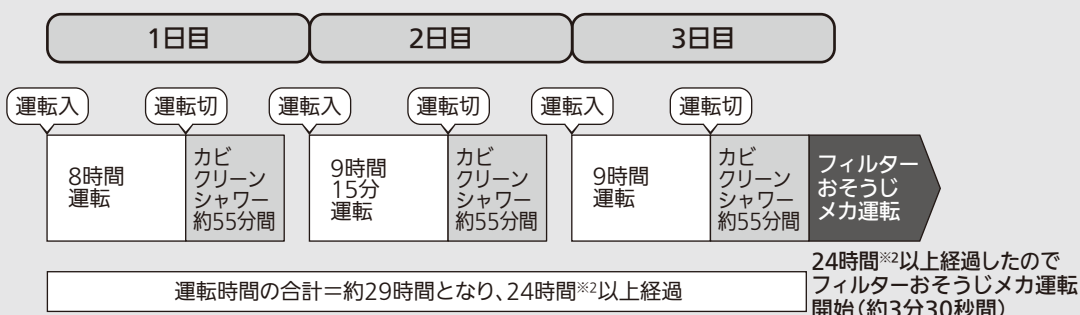 1日目
2日目
3日目
運転入
運転切
運転入
運転切
運転入
運転切
8時間
運転
カビ
クリーン
シャワー
約55分間
9時間
15分
運転
カビ
クリーン
シャワー
約55分間
9時間
運転
カビ
クリーン
シャワー
約55分間
フィルター
おそうじ
メカ運転
運転時間の合計＝約29時間となり、24時間※2以上経過
24時間※2以上経過したので
フィルターおそうじメカ運転
開始（約3分30秒間）